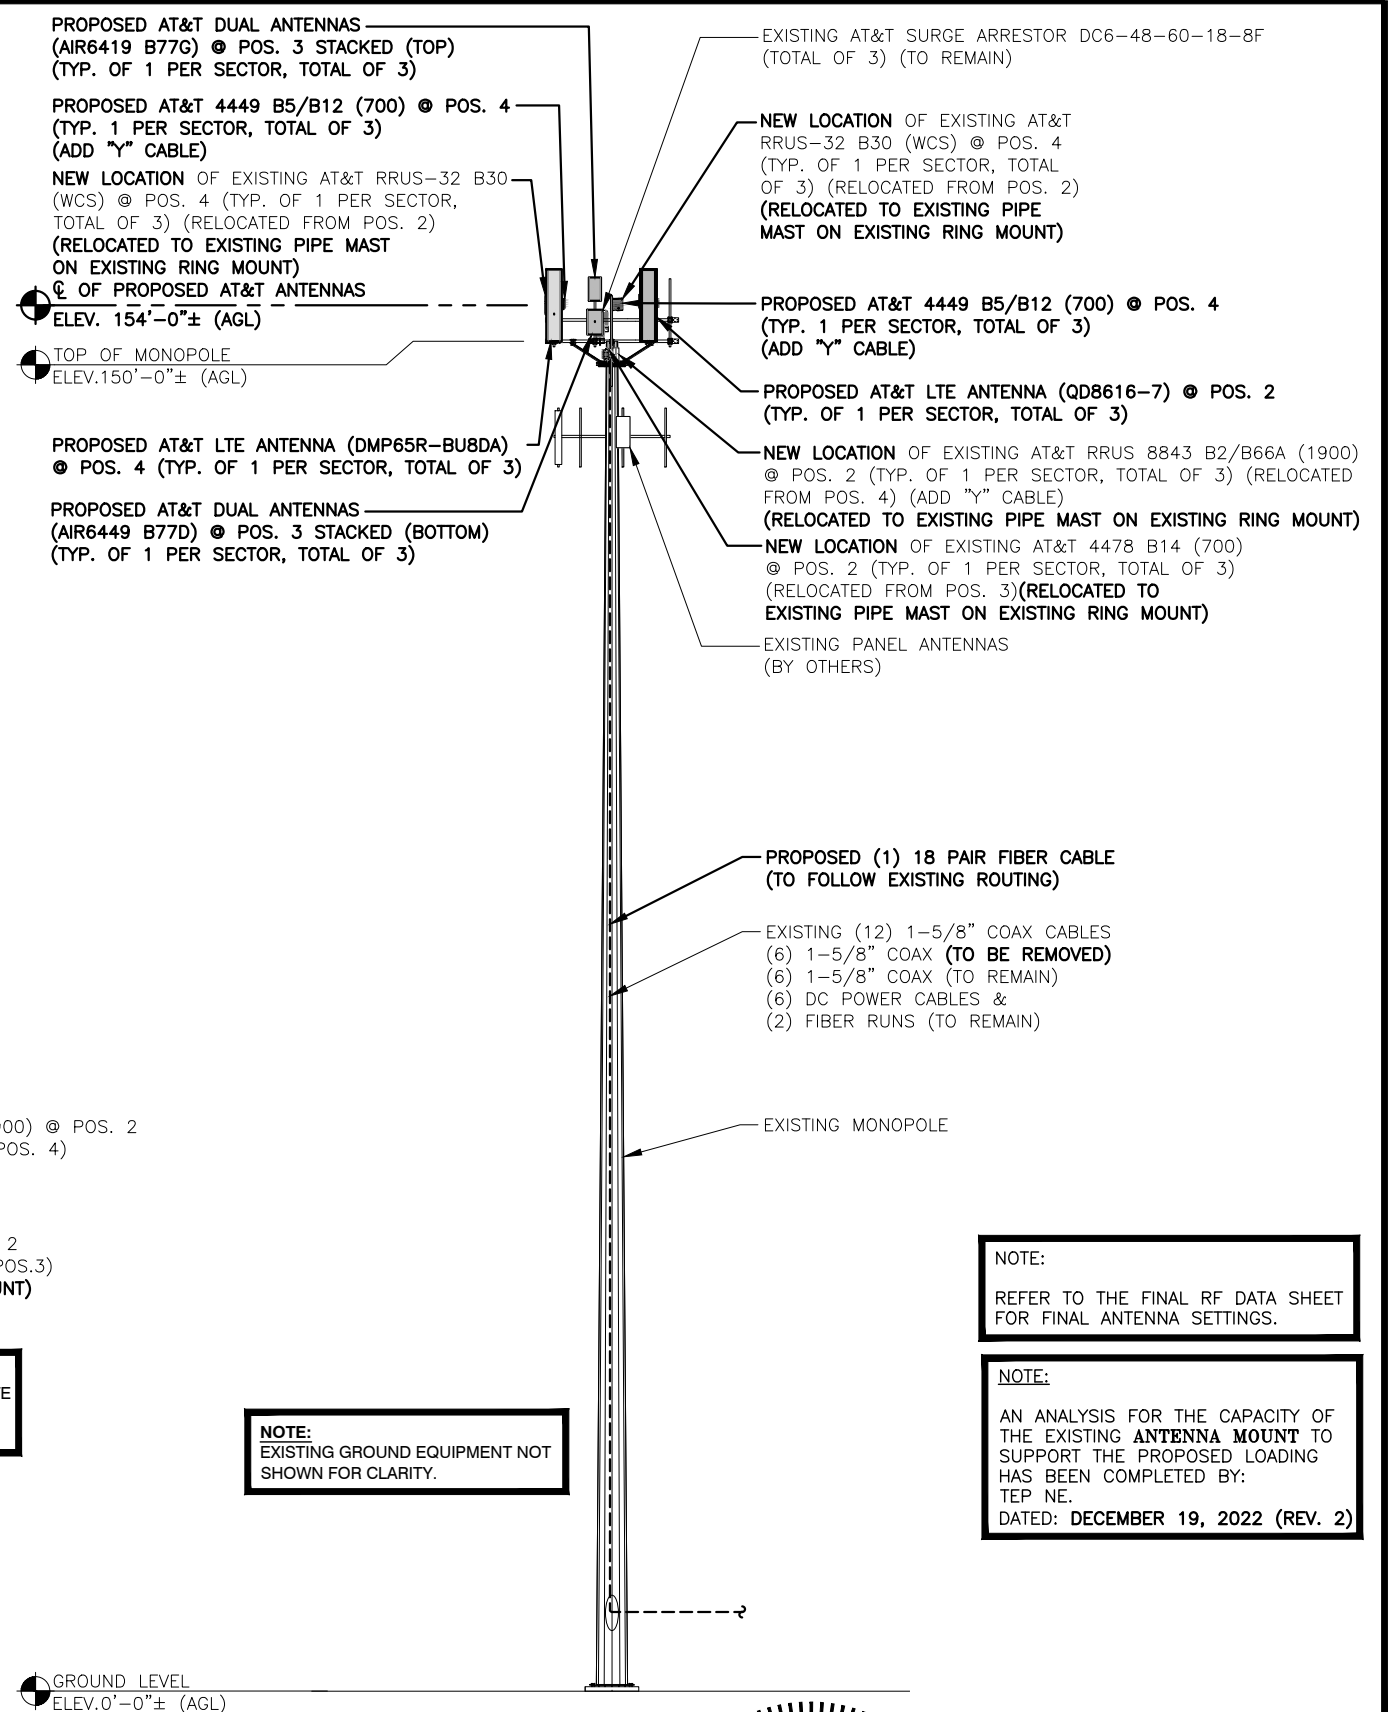 PROPOSED AT&T DUAL ANTENNAS
(AIR6419 B77G) @ POS. 3 STACKED (TOP)
(TYP. OF 1 PER SECTOR, TOTAL OF 3)
PROPOSED AT&T 4449 B5/B12 (700) @ POS. 4
(TYP. 1 PER SECTOR, TOTAL OF 3)
(ADD "Y" CABLE)
NEW LOCATION OF EXISTING AT&T RRUS-32 B30
(WCS) @ POS. 4 (TYP. OF 1 PER SECTOR,
TOTAL OF 3) (RELOCATED FROM POS. 2)
(RELOCATED TO EXISTING PIPE MAST
ON EXISTING RING MOUNT)
℄ OF PROPOSED AT&T ANTENNAS
ELEV. 154'-0"± (AGL)
TOP OF MONOPOLE
ELEV.150'-0"± (AGL)
PROPOSED AT&T LTE ANTENNA (DMP65R-BU8DA)
@ POS. 4 (TYP. OF 1 PER SECTOR, TOTAL OF 3)
PROPOSED AT&T DUAL ANTENNAS
(AIR6449 B77D) @ POS. 3 STACKED (BOTTOM)
(TYP. OF 1 PER SECTOR, TOTAL OF 3)
EXISTING AT&T SURGE ARRESTOR DC6-48-60-18-8F
(TOTAL OF 3) (TO REMAIN)
NEW LOCATION OF EXISTING AT&T
RRUS-32 B30 (WCS) @ POS. 4
(TYP. OF 1 PER SECTOR, TOTAL
OF 3) (RELOCATED FROM POS. 2)
(RELOCATED TO EXISTING PIPE
MAST ON EXISTING RING MOUNT)
PROPOSED AT&T 4449 B5/B12 (700) @ POS. 4
(TYP. 1 PER SECTOR, TOTAL OF 3)
(ADD "Y" CABLE)
PROPOSED AT&T LTE ANTENNA (QD8616-7) @ POS. 2
(TYP. OF 1 PER SECTOR, TOTAL OF 3)
NEW LOCATION OF EXISTING AT&T RRUS 8843 B2/B66A (1900)
@ POS. 2 (TYP. OF 1 PER SECTOR, TOTAL OF 3) (RELOCATED
FROM POS. 4) (ADD "Y" CABLE)
(RELOCATED TO EXISTING PIPE MAST ON EXISTING RING MOUNT)
NEW LOCATION OF EXISTING AT&T 4478 B14 (700)
@ POS. 2 (TYP. OF 1 PER SECTOR, TOTAL OF 3)
(RELOCATED FROM POS. 3)(RELOCATED TO
EXISTING PIPE MAST ON EXISTING RING MOUNT)
EXISTING PANEL ANTENNAS
(BY OTHERS)
PROPOSED (1) 18 PAIR FIBER CABLE
(TO FOLLOW EXISTING ROUTING)
EXISTING (12) 1-5/8" COAX CABLES
(6) 1-5/8" COAX (TO BE REMOVED)
(6) 1-5/8" COAX (TO REMAIN)
(6) DC POWER CABLES &
(2) FIBER RUNS (TO REMAIN)
EXISTING MONOPOLE
00) @ POS. 2
POS. 4)
2
POS.3)
UNT)
TE
NOTE:
EXISTING GROUND EQUIPMENT NOT
SHOWN FOR CLARITY.
NOTE:
REFER TO THE FINAL RF DATA SHEET
FOR FINAL ANTENNA SETTINGS.
NOTE:
AN ANALYSIS FOR THE CAPACITY OF
THE EXISTING ANTENNA MOUNT TO
SUPPORT THE PROPOSED LOADING
HAS BEEN COMPLETED BY:
TEP NE.
DATED: DECEMBER 19, 2022 (REV. 2)
GROUND LEVEL
ELEV.0'-0"± (AGL)